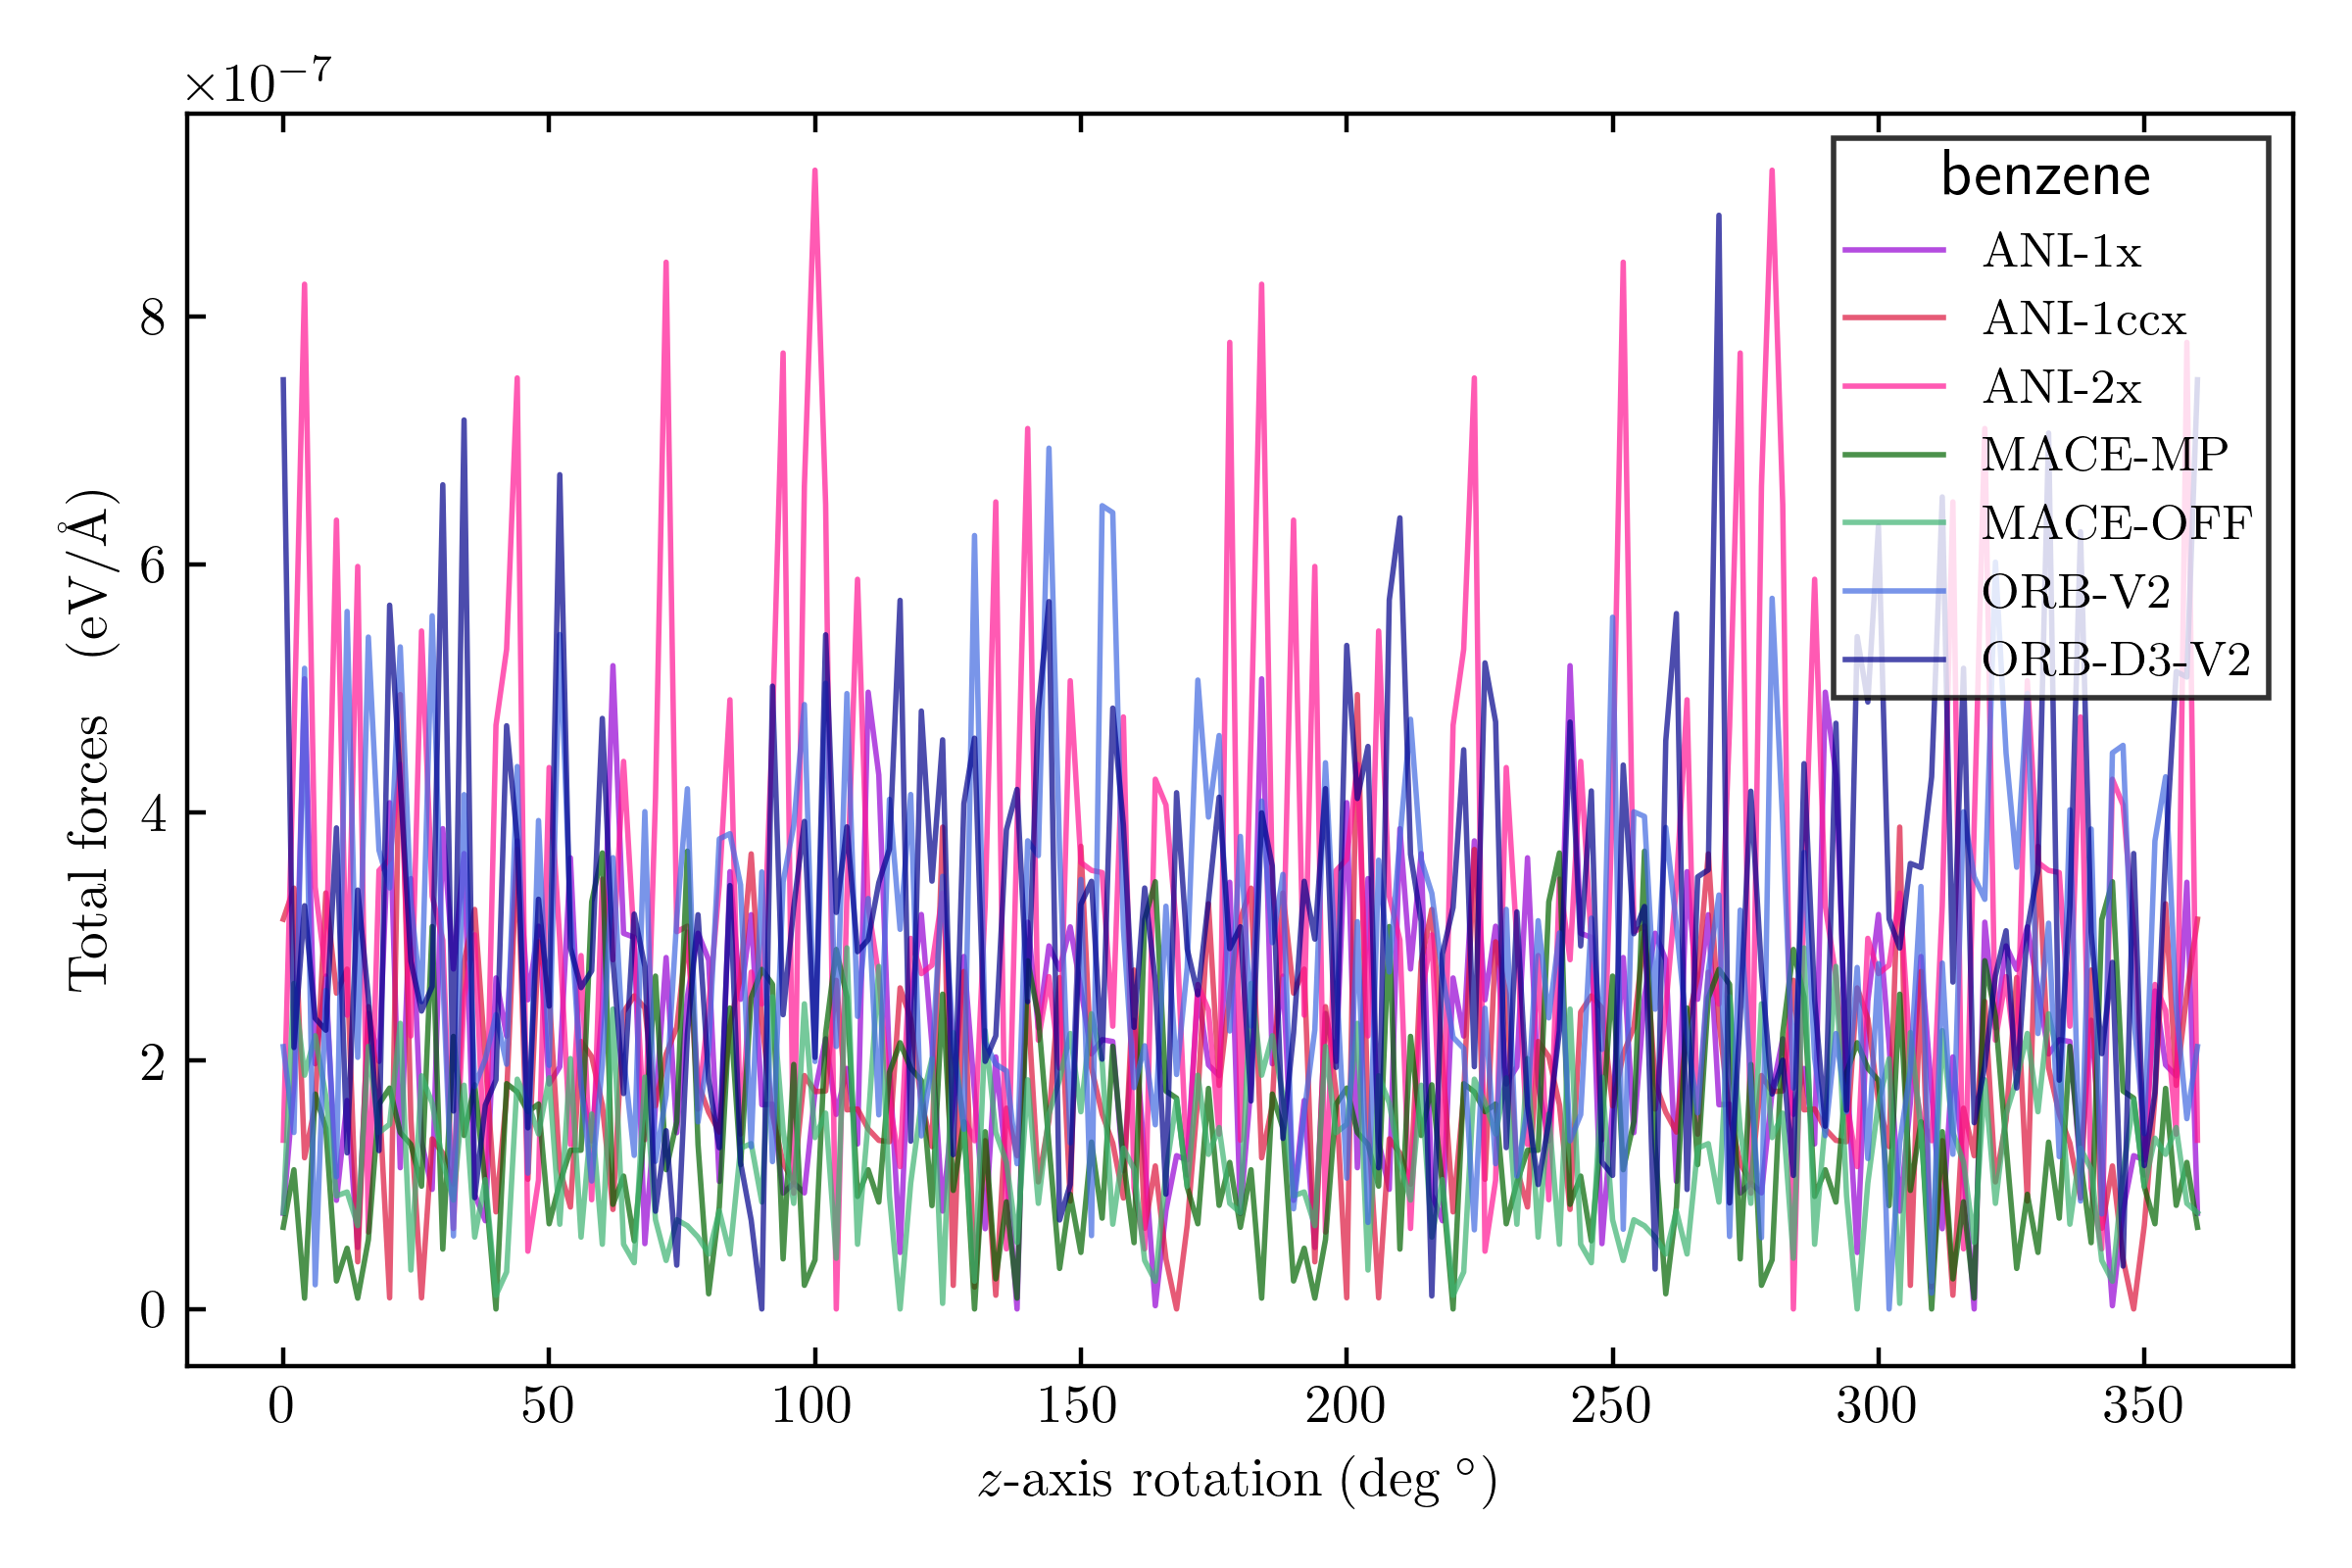 ×10⁻⁷
benzene
ANI-1x
ANI-1ccx
ANI-2x
MACE-MP
MACE-OFF
ORB-V2
ORB-D3-V2
Total forces (eV/Å)
8
6
4
2
0
0 50 100 150 200 250 300 350
z-axis rotation (deg °)